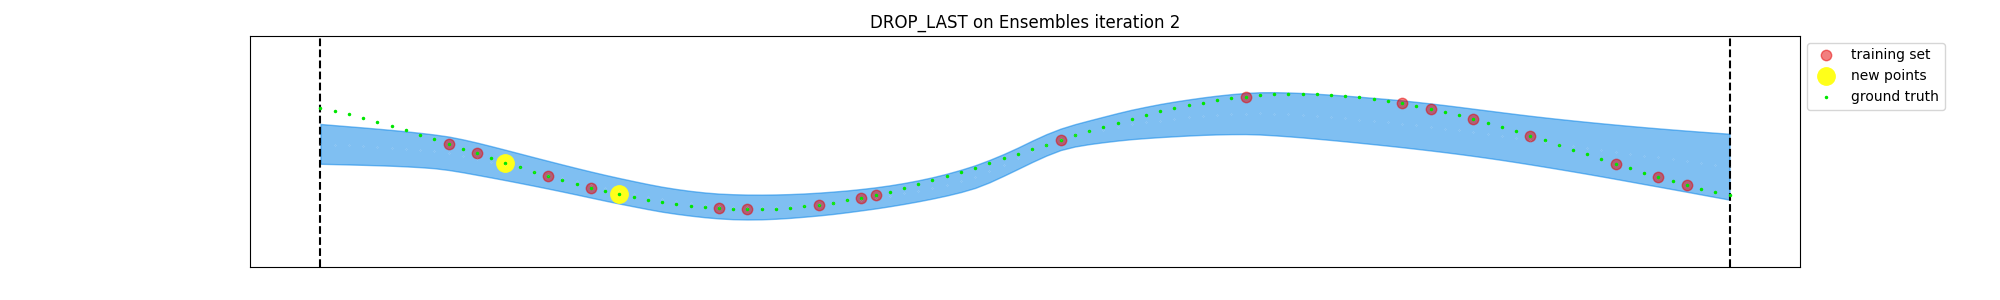 DROP_LAST on Ensembles iteration 2
training set
new points
ground truth